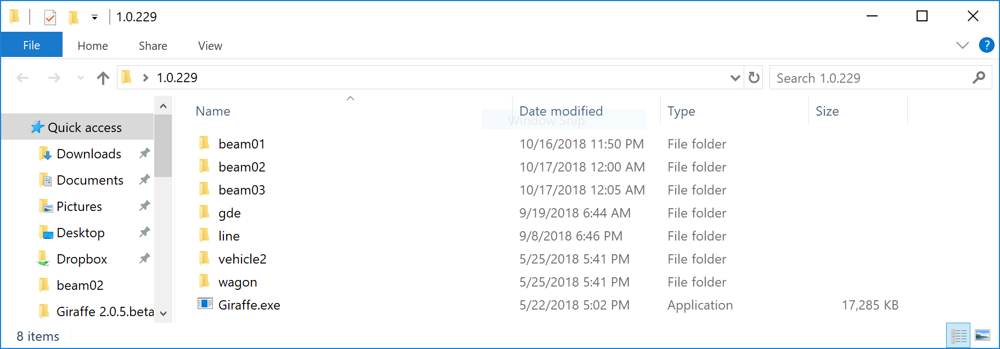 1.0.229
File Home Share View ?
1.0.229 Search 1.0.229
Name Date modified Type Size
Window Snip
Quick access
Downloads
Documents
Pictures
Desktop
Dropbox
beam02
Giraffe 2.0.5.beta
beam01 10/16/2018 11:50 PM File folder
beam02 10/17/2018 12:00 AM File folder
beam03 10/17/2018 12:05 AM File folder
gde 9/19/2018 6:44 AM File folder
line 9/8/2018 6:46 PM File folder
vehicle2 5/25/2018 5:41 PM File folder
wagon 5/25/2018 5:41 PM File folder
Giraffe.exe 5/22/2018 5:02 PM Application 17,285 KB
8 items